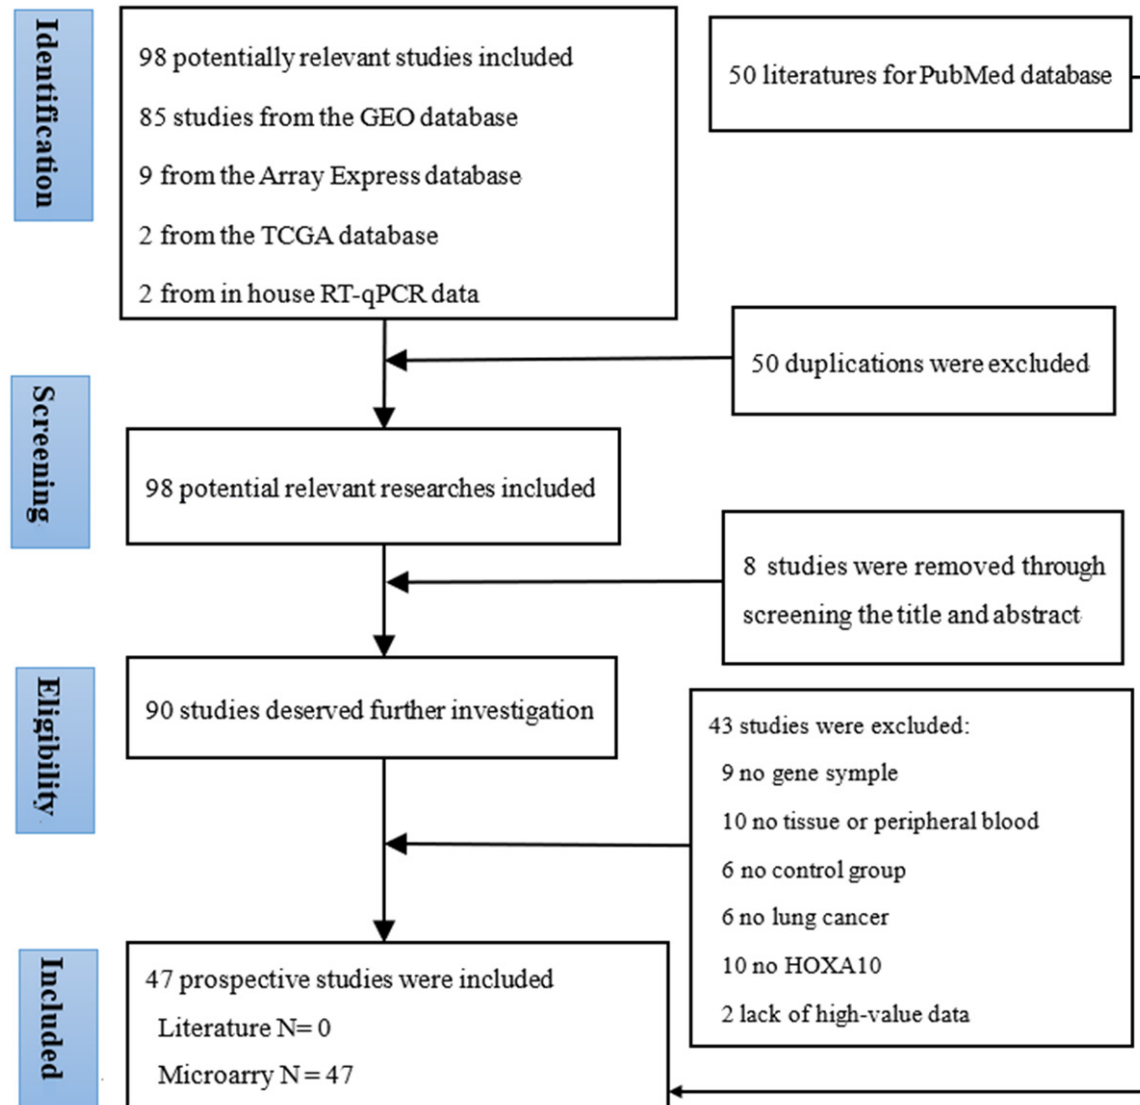 Identification
98 potentially relevant studies included
85 studies from the GEO database
9 from the Array Express database
2 from the TCGA database
2 from in house RT-qPCR data
50 literatures for PubMed database
50 duplications were excluded
Screening
98 potential relevant researches included
8 studies were removed through
screening the title and abstract
Eligibility
90 studies deserved further investigation
43 studies were excluded:
9 no gene symple
10 no tissue or peripheral blood
6 no control group
6 no lung cancer
10 no HOXA10
2 lack of high-value data
Included
47 prospective studies were included
Literature N= 0
Microarry N = 47